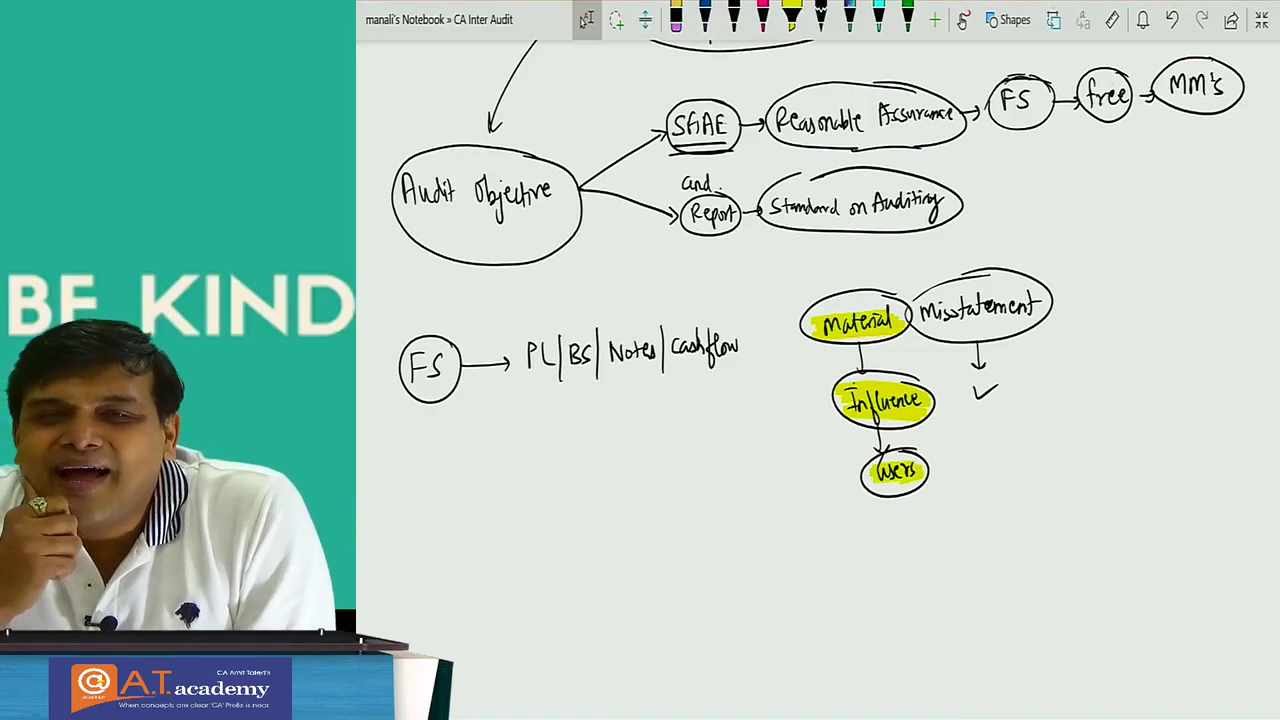 manali's Notebook » CA Inter Audit
Shapes
SFIAE
Reasonable Assurance
FS
free
MM's
Audit Objective
and.
Report
Standard on Auditing
Material
Misstatement
FS
PL/BS/Notes/Cashflow
Influence
users
BE KIND
CA Amit Talda's
@A.T.academy
ACADEMY
When concepts are clear 'CA' Prefix is near.